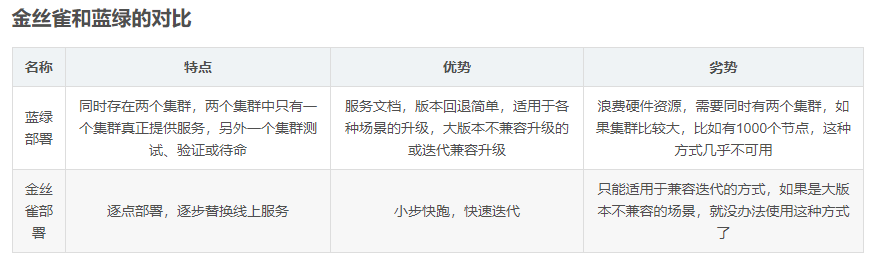 金丝雀和蓝绿的对比
名称
特点
优势
劣势
蓝绿
部署
同时存在两个集群，两个集群中只有一
个集群真正提供服务，另外一个集群测
试、验证或待命
服务文档，版本回退简单，适用于各
种场景的升级，大版本不兼容升级的
或迭代兼容升级
浪费硬件资源，需要同时有两个集群，如
果集群比较大，比如有1000个节点，这种
方式几乎不可用
金丝
雀部
署
逐点部署，逐步替换线上服务
小步快跑，快速迭代
只能适用于兼容迭代的方式，如果是大版
本不兼容的场景，就没办法使用这种方式
了